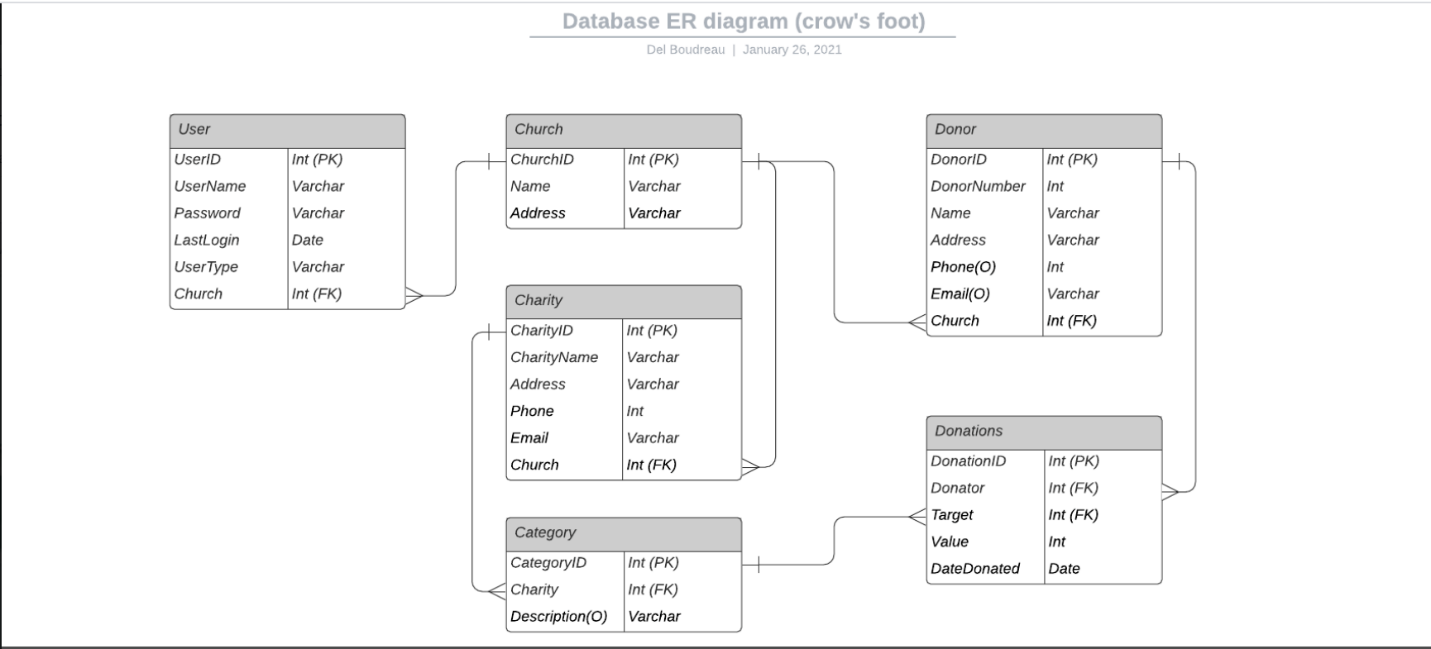 Database ER diagram (crow's foot)
Del Boudreau | January 26, 2021
User
UserID Int (PK)
UserName Varchar
Password Varchar
LastLogin Date
UserType Varchar
Church Int (FK)
Church
ChurchID Int (PK)
Name Varchar
Address Varchar
Charity
CharityID Int (PK)
CharityName Varchar
Address Varchar
Phone Int
Email Varchar
Church Int (FK)
Category
CategoryID Int (PK)
Charity Int (FK)
Description(O) Varchar
Donor
DonorID Int (PK)
DonorNumber Int
Name Varchar
Address Varchar
Phone(O) Int
Email(O) Varchar
Church Int (FK)
Donations
DonationID Int (PK)
Donator Int (FK)
Target Int (FK)
Value Int
DateDonated Date